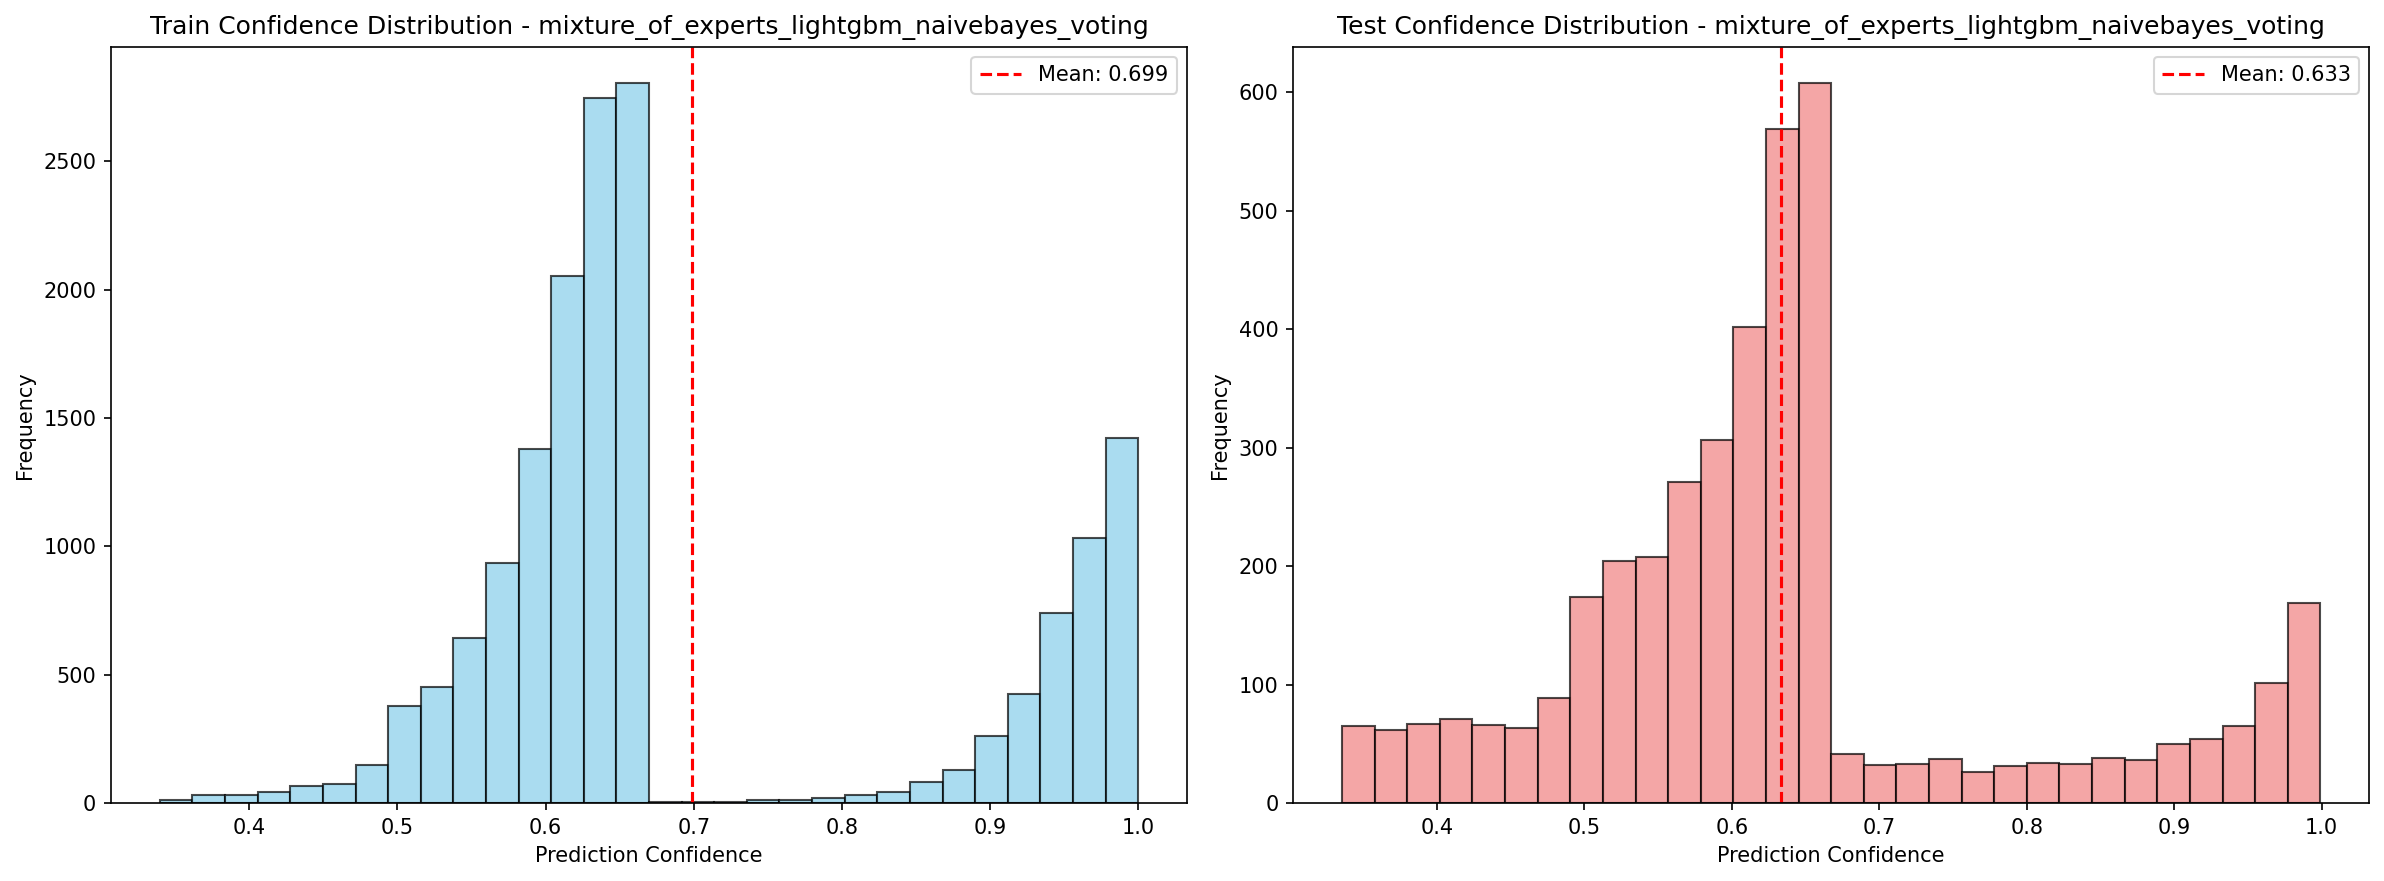 Train Confidence Distribution - mixture_of_experts_lightgbm_naivebayes_voting
Mean: 0.699
Frequency
2500
2000
1500
1000
500
0
0.4 0.5 0.6 0.7 0.8 0.9 1.0
Prediction Confidence
Test Confidence Distribution - mixture_of_experts_lightgbm_naivebayes_voting
Mean: 0.633
Frequency
600
500
400
300
200
100
0
0.4 0.5 0.6 0.7 0.8 0.9 1.0
Prediction Confidence